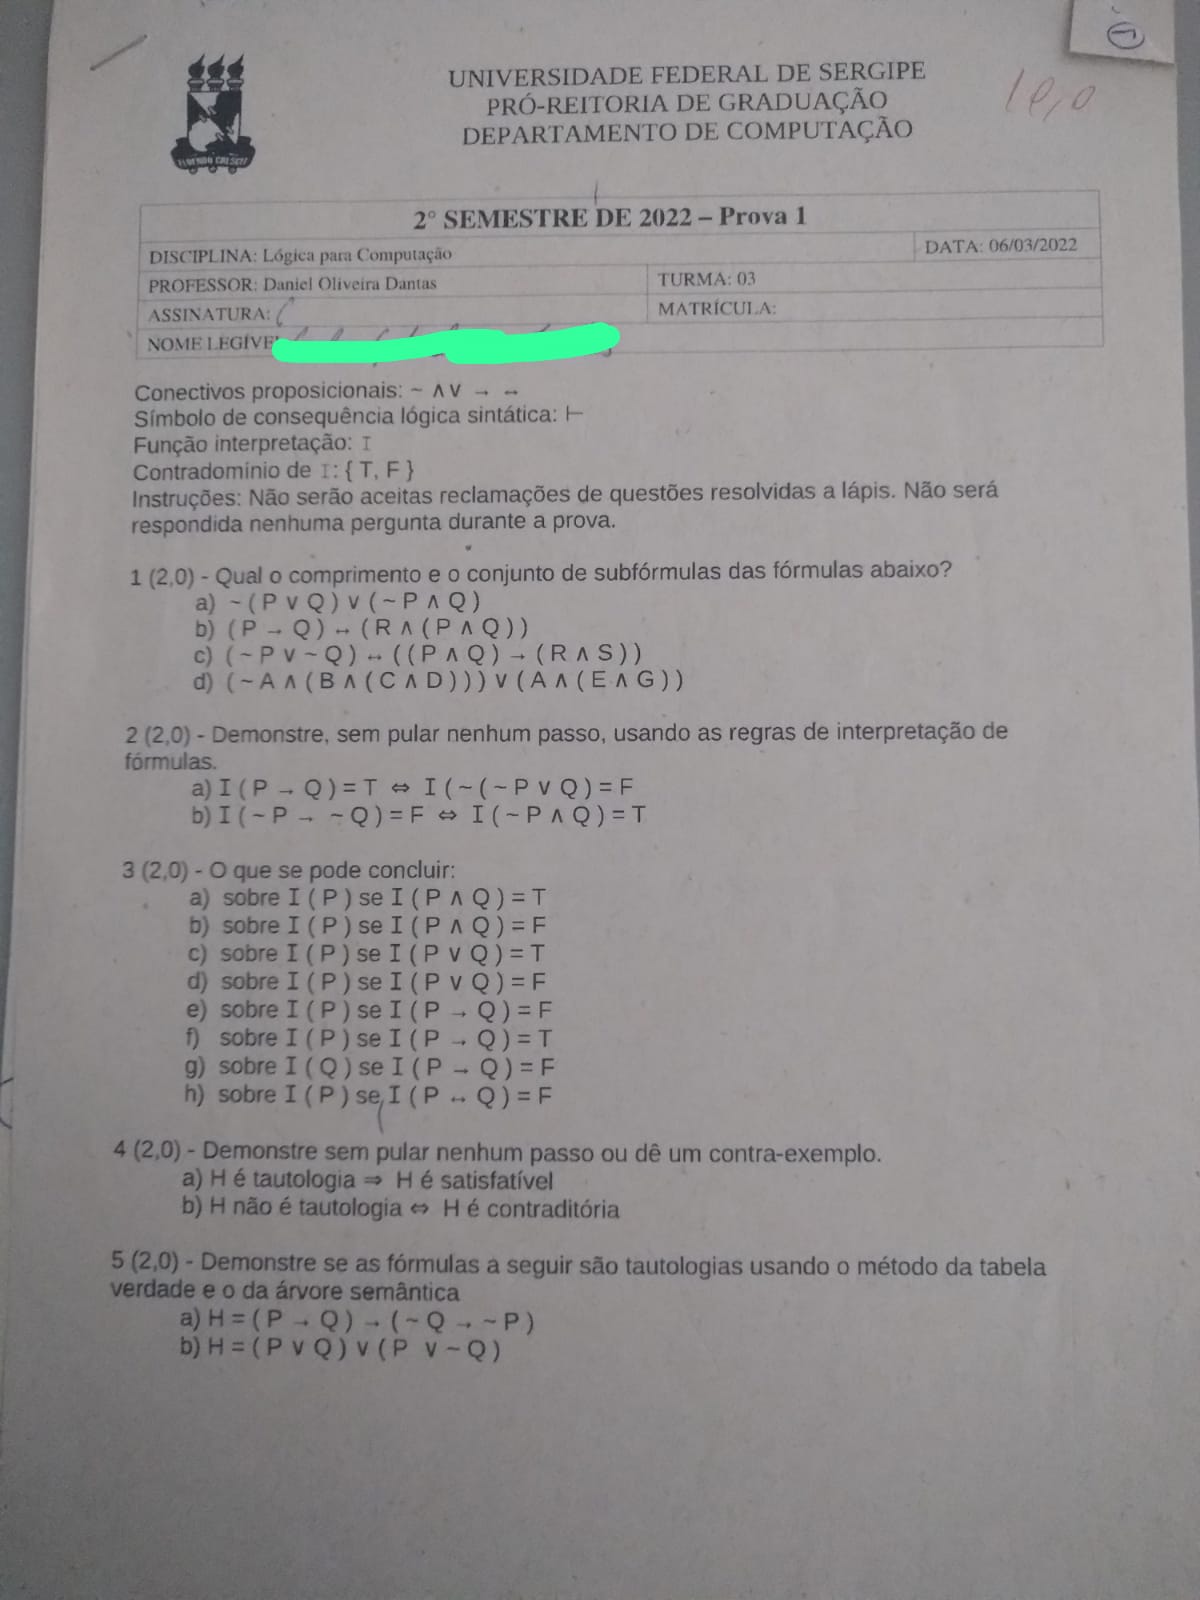 1
10,0
UNIVERSIDADE FEDERAL DE SERGIPE
PRÓ-REITORIA DE GRADUAÇÃO
DEPARTAMENTO DE COMPUTAÇÃO
2° SEMESTRE DE 2022 – Prova 1
DISCIPLINA: Lógica para Computação DATA: 06/03/2022
PROFESSOR: Daniel Oliveira Dantas TURMA: 03
ASSINATURA: MATRÍCULA:
NOME
Conectivos proposicionais: ~ ∧ ∨ → ↔
Símbolo de consequência lógica sintática: ⊢
Função interpretação: I
Contradomínio de I: { T, F }
Instruções: Não serão aceitas reclamações de questões resolvidas a lápis. Não será
respondida nenhuma pergunta durante a prova.
1 (2,0) - Qual o comprimento e o conjunto de subfórmulas das fórmulas abaixo?
a) ~ ( P ∨ Q ) ∨ ( ~ P ∧ Q )
b) ( P → Q ) ↔ ( R ∧ ( P ∧ Q ) )
c) ( ~ P ∨ ~ Q ) ↔ ( ( P ∧ Q ) → ( R ∧ S ) )
d) ( ~ A ∧ ( B ∧ ( C ∧ D ) ) ) ∨ ( A ∧ ( E ∧ G ) )
2 (2,0) - Demonstre, sem pular nenhum passo, usando as regras de interpretação de
fórmulas.
a) I ( P → Q ) = T ⇔ I ( ~ ( ~ P ∨ Q ) = F
b) I ( ~ P → ~ Q ) = F ⇔ I ( ~ P ∧ Q ) = T
3 (2,0) - O que se pode concluir:
a) sobre I ( P ) se I ( P ∧ Q ) = T
b) sobre I ( P ) se I ( P ∧ Q ) = F
c) sobre I ( P ) se I ( P ∨ Q ) = T
d) sobre I ( P ) se I ( P ∨ Q ) = F
e) sobre I ( P ) se I ( P → Q ) = F
f) sobre I ( P ) se I ( P → Q ) = T
g) sobre I ( Q ) se I ( P → Q ) = F
h) sobre I ( P ) se I ( P ↔ Q ) = F
4 (2,0) - Demonstre sem pular nenhum passo ou dê um contra-exemplo.
a) H é tautologia ⇒ H é satisfatível
b) H não é tautologia ⇔ H é contraditória
5 (2,0) - Demonstre se as fórmulas a seguir são tautologias usando o método da tabela
verdade e o da árvore semântica
a) H = ( P → Q ) → ( ~ Q → ~ P )
b) H = ( P ∨ Q ) ∨ ( P ∨ ~ Q )